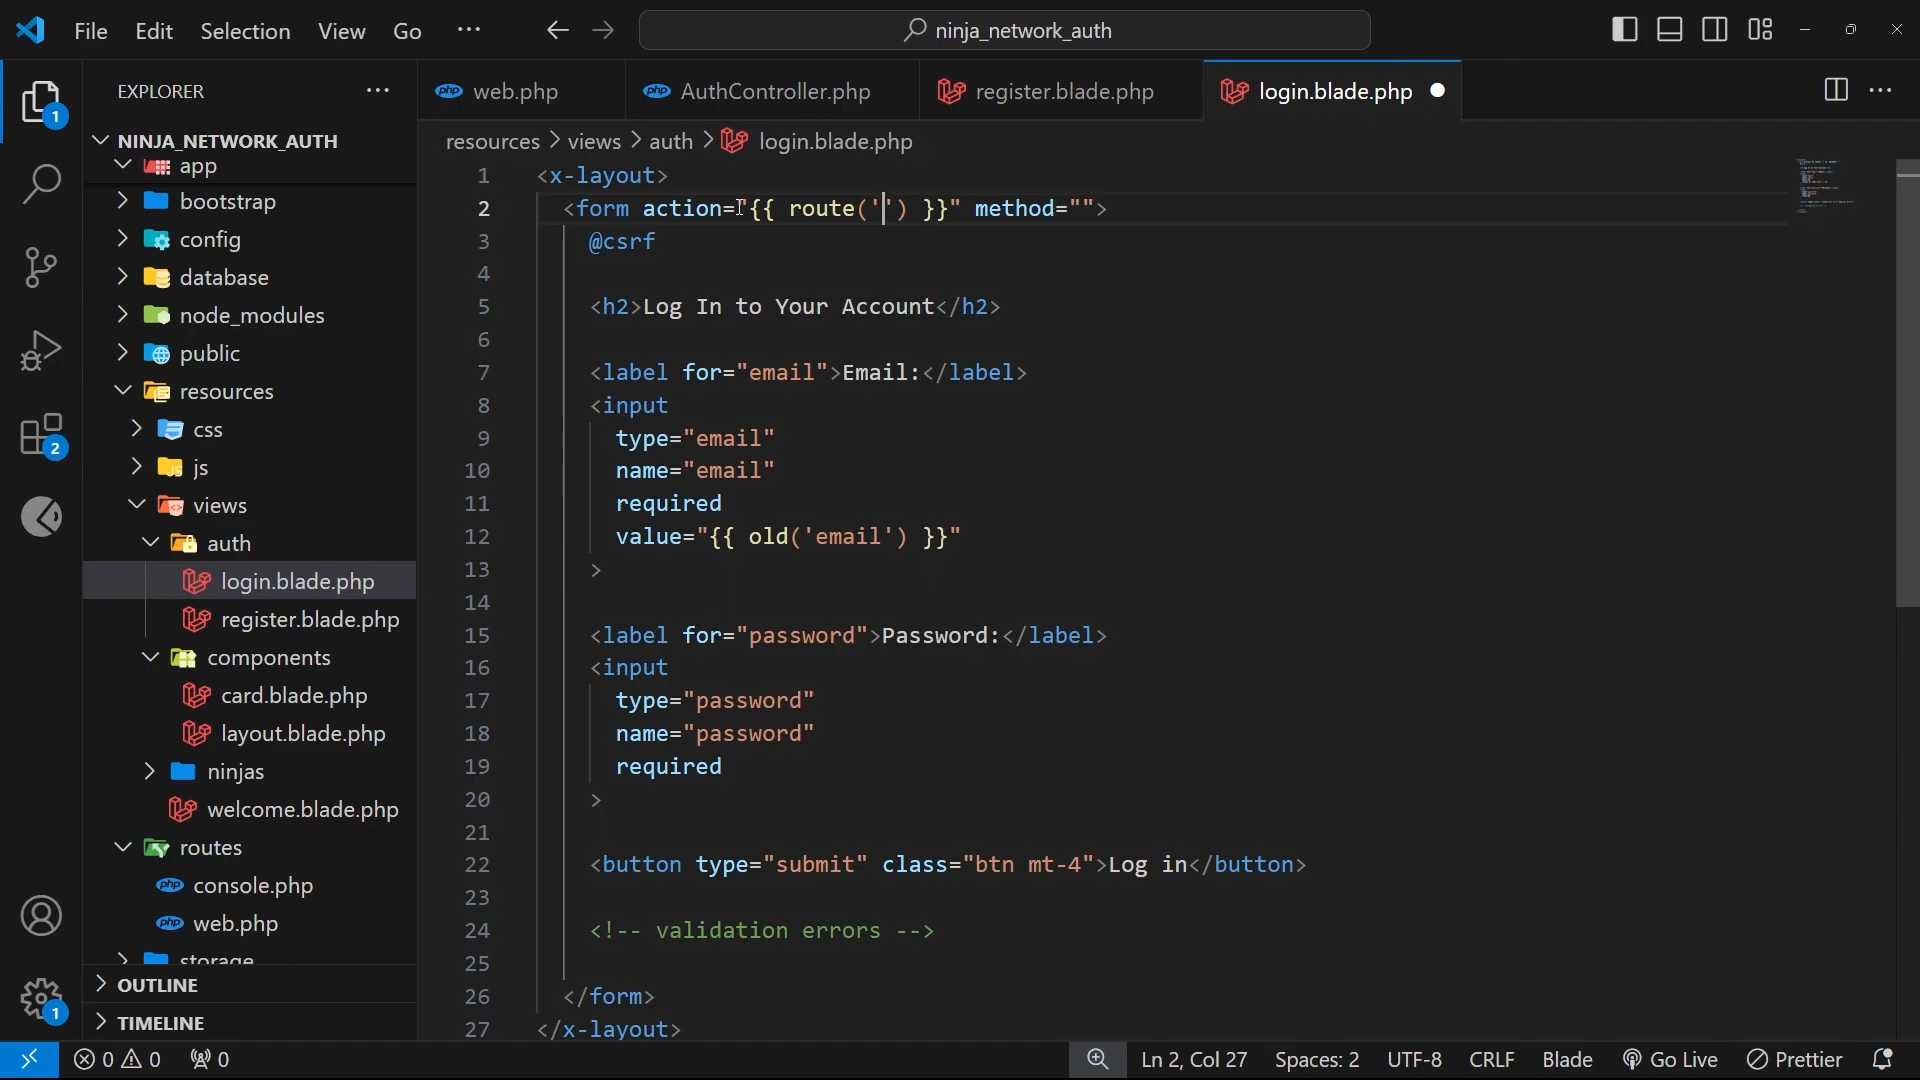 File Edit Selection View Go ··· ninja_network_auth
EXPLORER ···
NINJA_NETWORK_AUTH
app
bootstrap
config
database
node_modules
public
resources
css
js
views
auth
login.blade.php
register.blade.php
components
card.blade.php
layout.blade.php
ninjas
welcome.blade.php
routes
console.php
web.php
storage
OUTLINE
TIMELINE
1
2
1
web.php AuthController.php register.blade.php login.blade.php
resources > views > auth > login.blade.php
1 <x-layout>
2 <form action="{{ route('') }}" method="">
3 @csrf
4
5 <h2>Log In to Your Account</h2>
6
7 <label for="email">Email:</label>
8 <input
9 type="email"
10 name="email"
11 required
12 value="{{ old('email') }}"
13 >
14
15 <label for="password">Password:</label>
16 <input
17 type="password"
18 name="password"
19 required
20 >
21
22 <button type="submit" class="btn mt-4">Log in</button>
23
24 <!-- validation errors -->
25
26 </form>
27 </x-layout>
0 0 0 Ln 2, Col 27 Spaces: 2 UTF-8 CRLF Blade Go Live Prettier